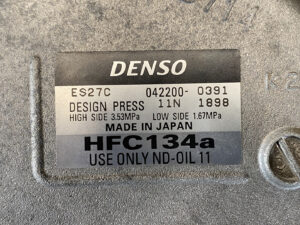 DENSO
ES27C 042200- 0391
DESIGN PRESS 11N 1898
HIGH SIDE 3.53MPa LOW SIDE 1.67MPa
MADE IN JAPAN
HFC134a
USE ONLY ND-OIL 11